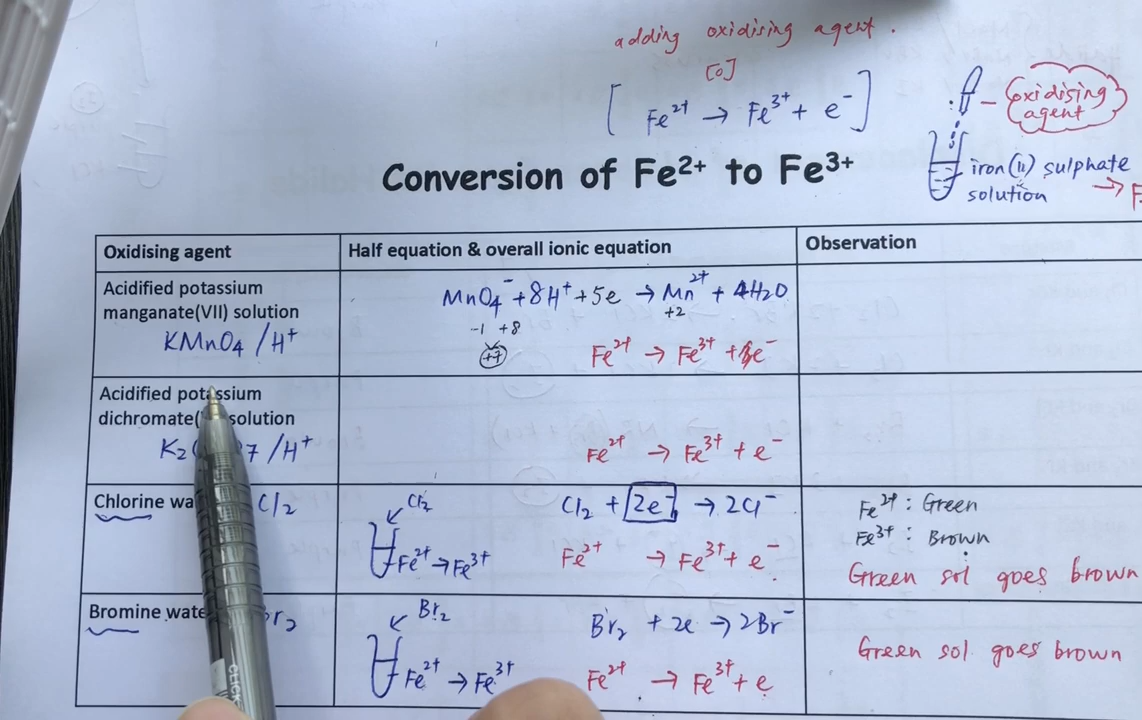 adding oxidising agent.
[O]
[ Fe²⁺ → Fe³⁺ + e⁻ ]
oxidising
agent
iron(II) sulphate
solution
→ F
Conversion of Fe²⁺ to Fe³⁺
Oxidising agent
Half equation & overall ionic equation
Observation
Acidified potassium
manganate(VII) solution
KMnO₄ /H⁺
MnO₄⁻ + 8H⁺ + 5e → Mn²⁺ + 4H₂O
-1 +8
+2
+7
Fe²⁺ → Fe³⁺ + e⁻
Acidified potassium
dichromate( solution
K₂ 7 /H⁺
Fe²⁺ → Fe³⁺ + e⁻
Chlorine wa Cl₂
Cl₂
Fe²⁺ → Fe³⁺
Cl₂ + 2e⁻ → 2Cl⁻
Fe²⁺ → Fe³⁺ + e⁻.
Fe²⁺ : Green
Fe³⁺ : Brown
Green sol goes brown
Bromine wate Br₂
Br₂
Fe²⁺ → Fe³⁺
Br₂ + 2e → 2Br⁻
Fe²⁺ → Fe³⁺ + e
Green sol. goes brown
CLICK